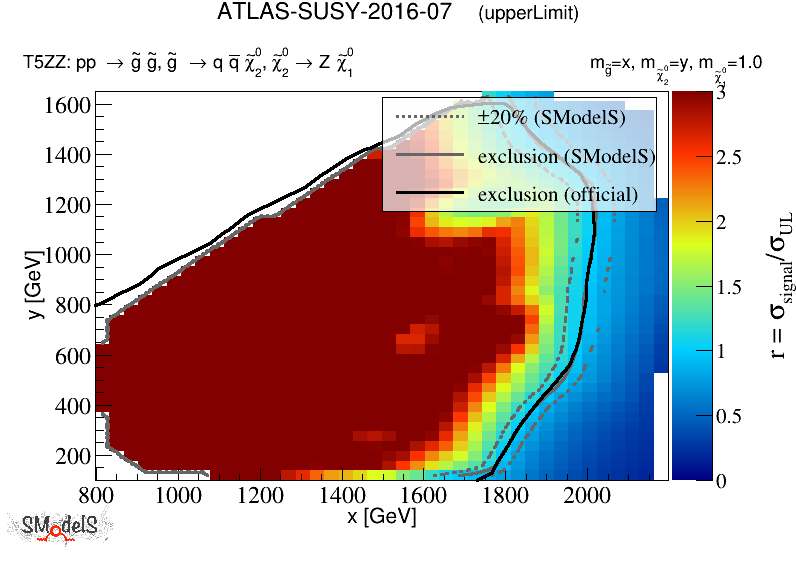 ATLAS-SUSY-2016-07 (upperLimit)
T5ZZ: pp → g̃ g̃, g̃ → q q̅ χ̃₂⁰, χ̃₂⁰ → Z χ̃₁⁰
m_g̃=x, m_χ̃₂⁰=y, m_χ̃₁⁰=1.0
±20% (SModelS)
exclusion (SModelS)
exclusion (official)
1600
1400
1200
1000
800
600
400
200
y [GeV]
800 1000 1200 1400 1600 1800 2000
x [GeV]
3
2.5
2
1.5
1
0.5
0
r = σ_signal/σ_UL
SModelS